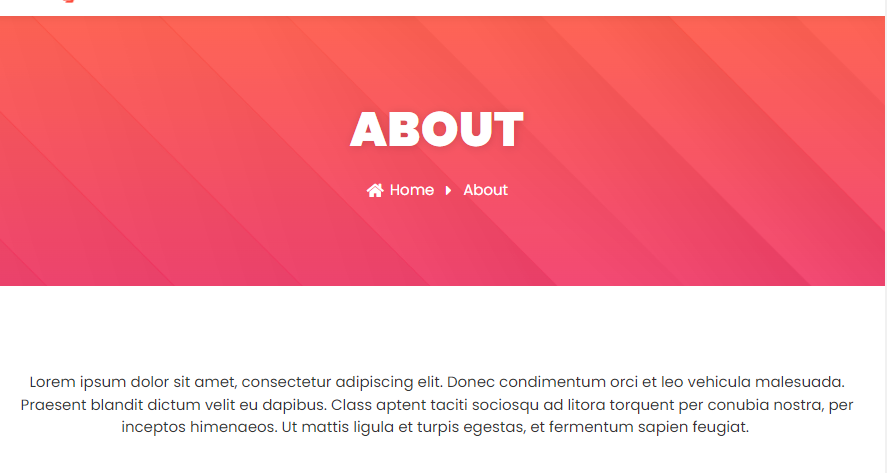 ABOUT
Home About
Lorem ipsum dolor sit amet, consectetur adipiscing elit. Donec condimentum orci et leo vehicula malesuada.
Praesent blandit dictum velit eu dapibus. Class aptent taciti sociosqu ad litora torquent per conubia nostra, per
inceptos himenaeos. Ut mattis ligula et turpis egestas, et fermentum sapien feugiat.